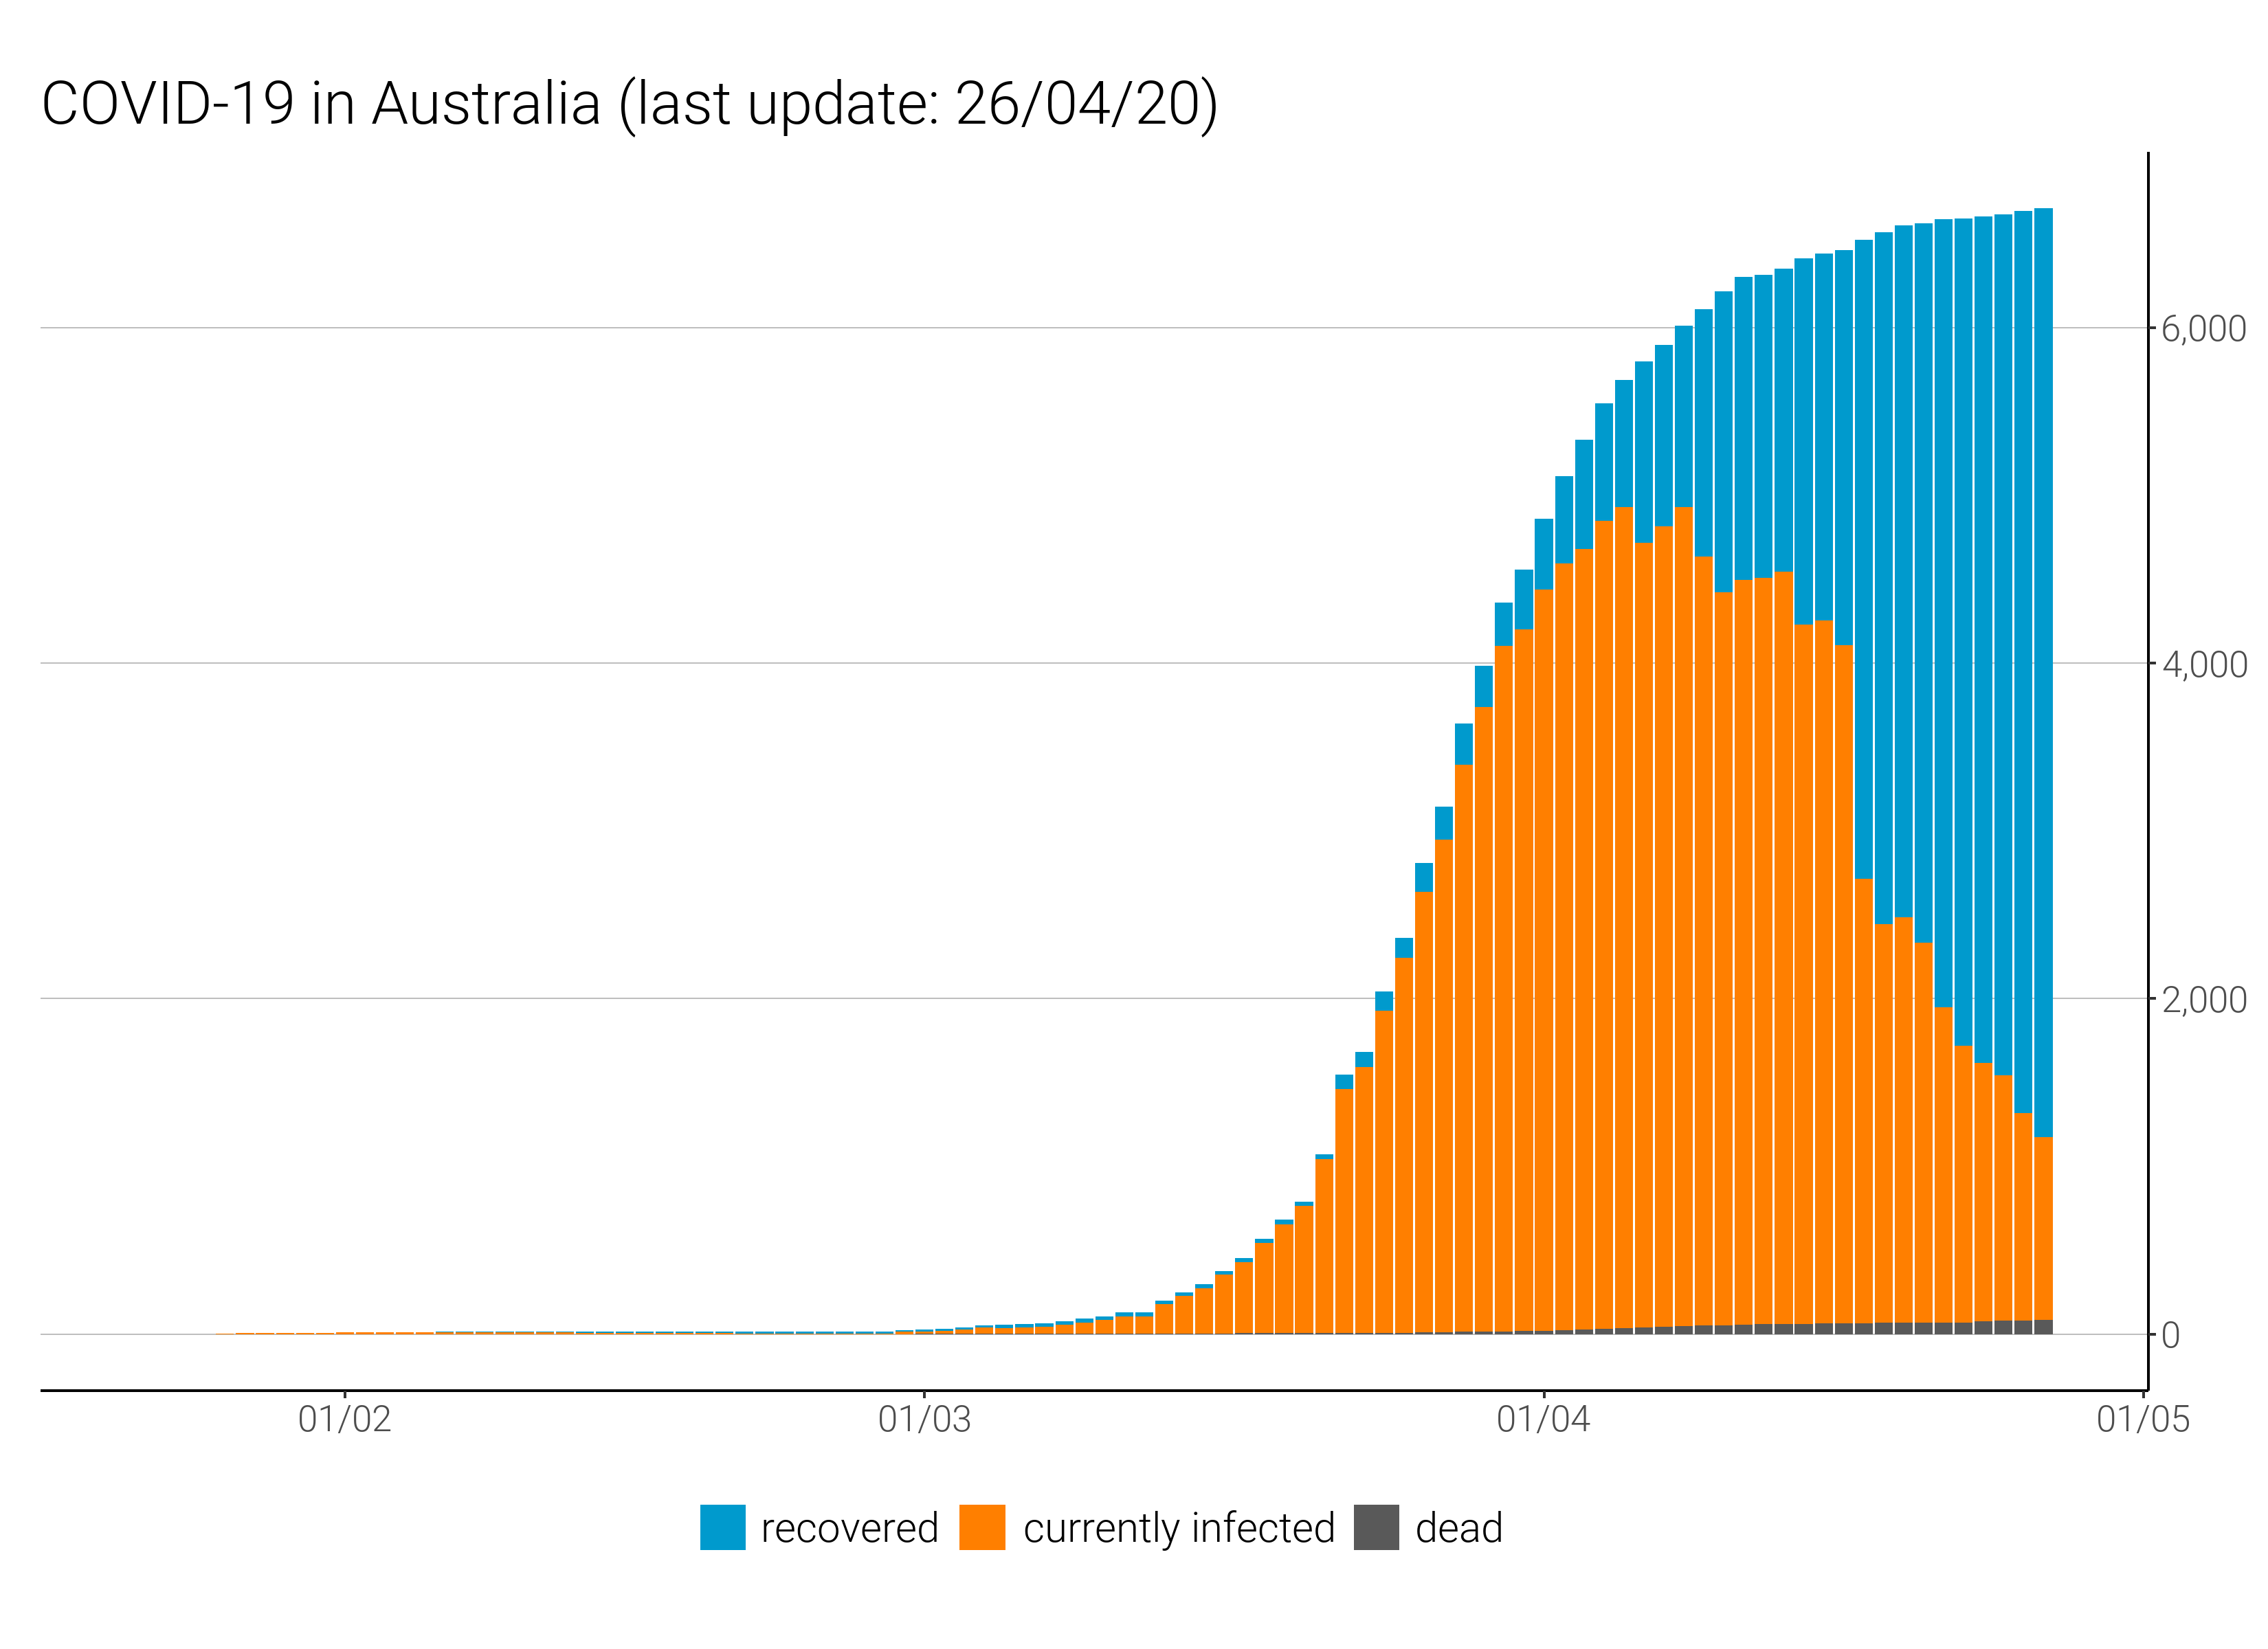 COVID-19 in Australia (last update: 26/04/20)
6,000
4,000
2,000
0
01/02 01/03 01/04 01/05
recovered currently infected dead